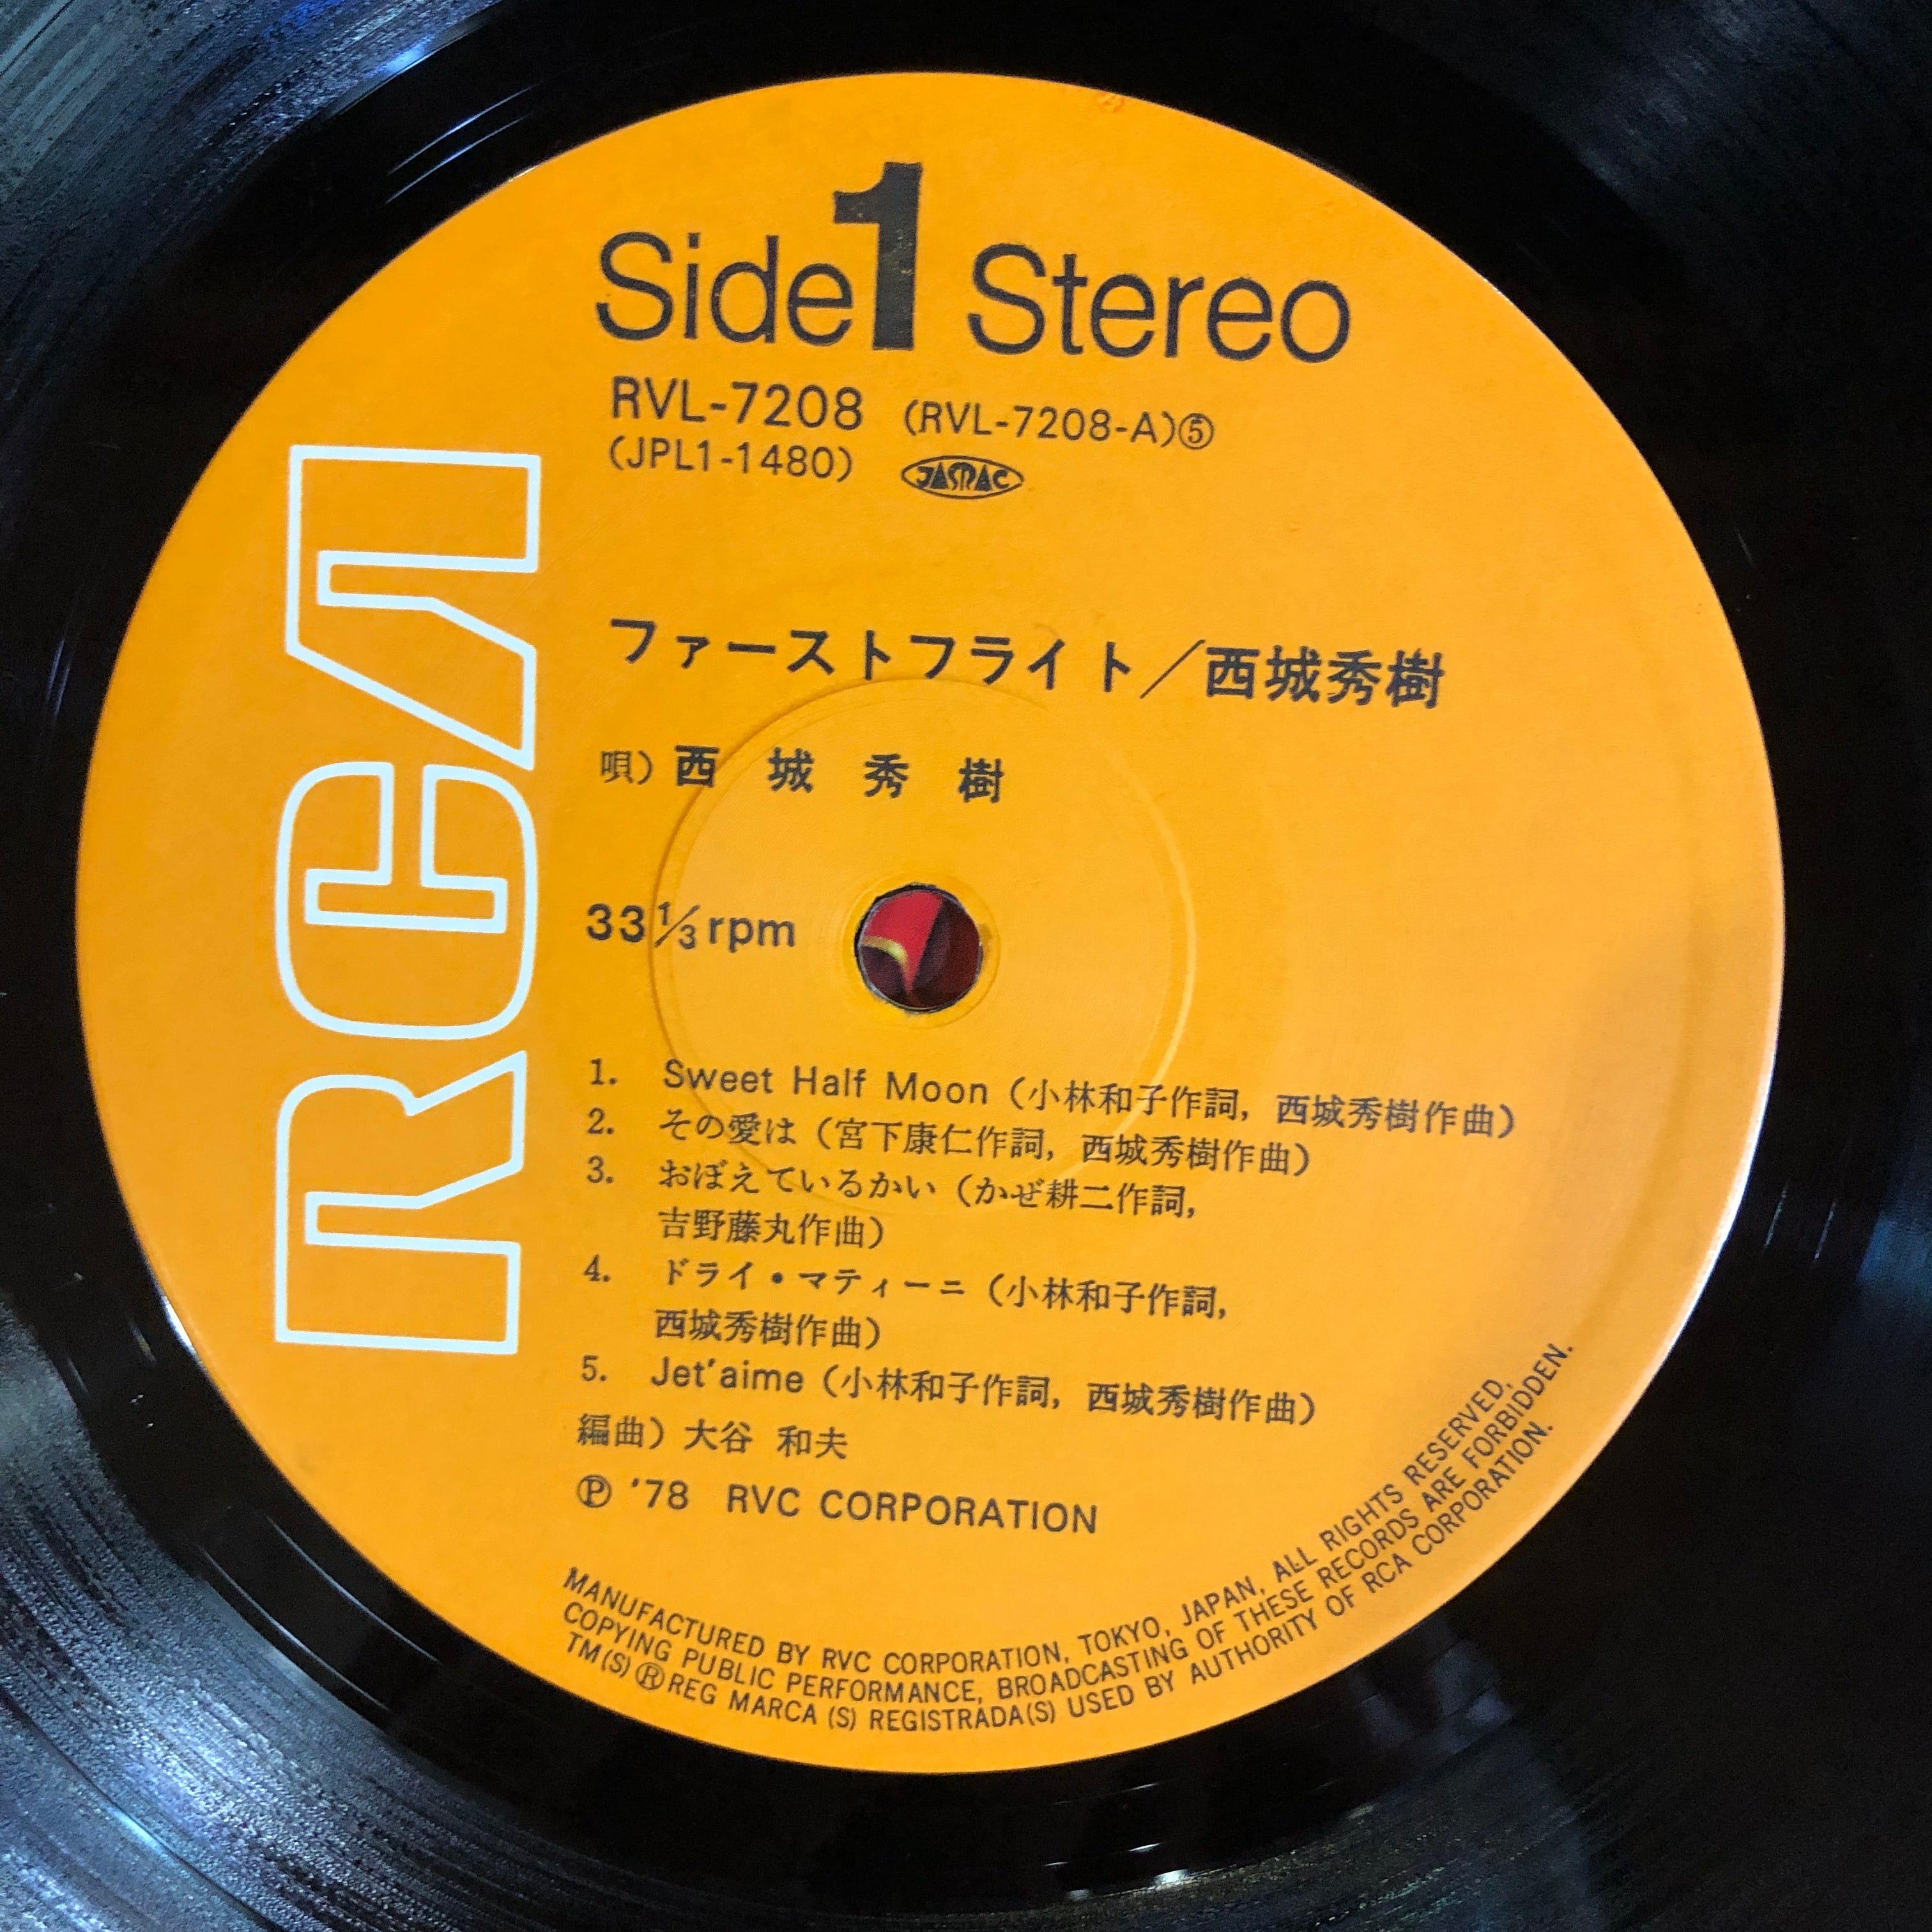 Side 1 Stereo
RVL-7208 (RVL-7208-A)⑤
(JPL1-1480) JASRAC
RCA
ファーストフライト／西城秀樹
唄）西城秀樹
33⅓rpm
1. Sweet Half Moon（小林和子作詞，西城秀樹作曲）
2. その愛は（宮下康仁作詞，西城秀樹作曲）
3. おぼえているかい（かぜ耕二作詞，
吉野藤丸作曲）
4. ドライ・マティーニ（小林和子作詞，
西城秀樹作曲）
5. Jet'aime（小林和子作詞，西城秀樹作曲）
編曲）大谷 和夫
Ⓟ '78 RVC CORPORATION
MANUFACTURED BY RVC CORPORATION, TOKYO, JAPAN, ALL RIGHTS RESERVED,
COPYING PUBLIC PERFORMANCE, BROADCASTING OF THESE RECORDS ARE FORBIDDEN.
TM(S)ⓇREG MARCA (S) REGISTRADA(S) USED BY AUTHORITY OF RCA CORPORATION.